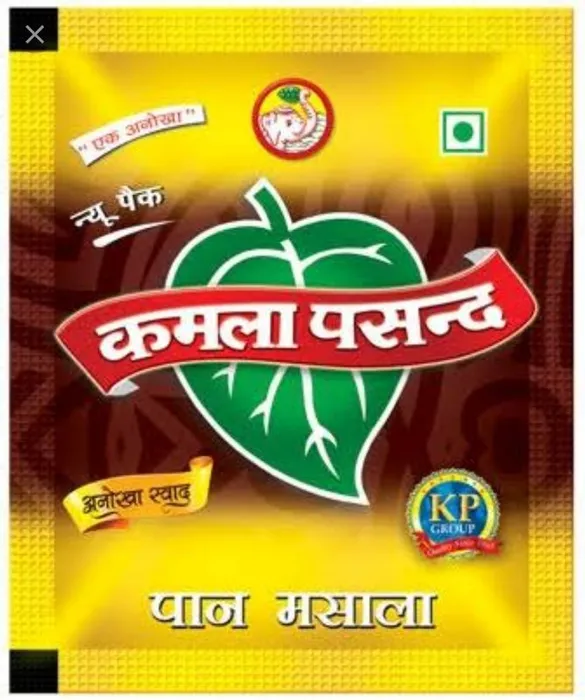 "एक अनोखा"
न्यू पैक
कमला पसन्द
अनोखा स्वाद
KP
GROUP
पान मसाला